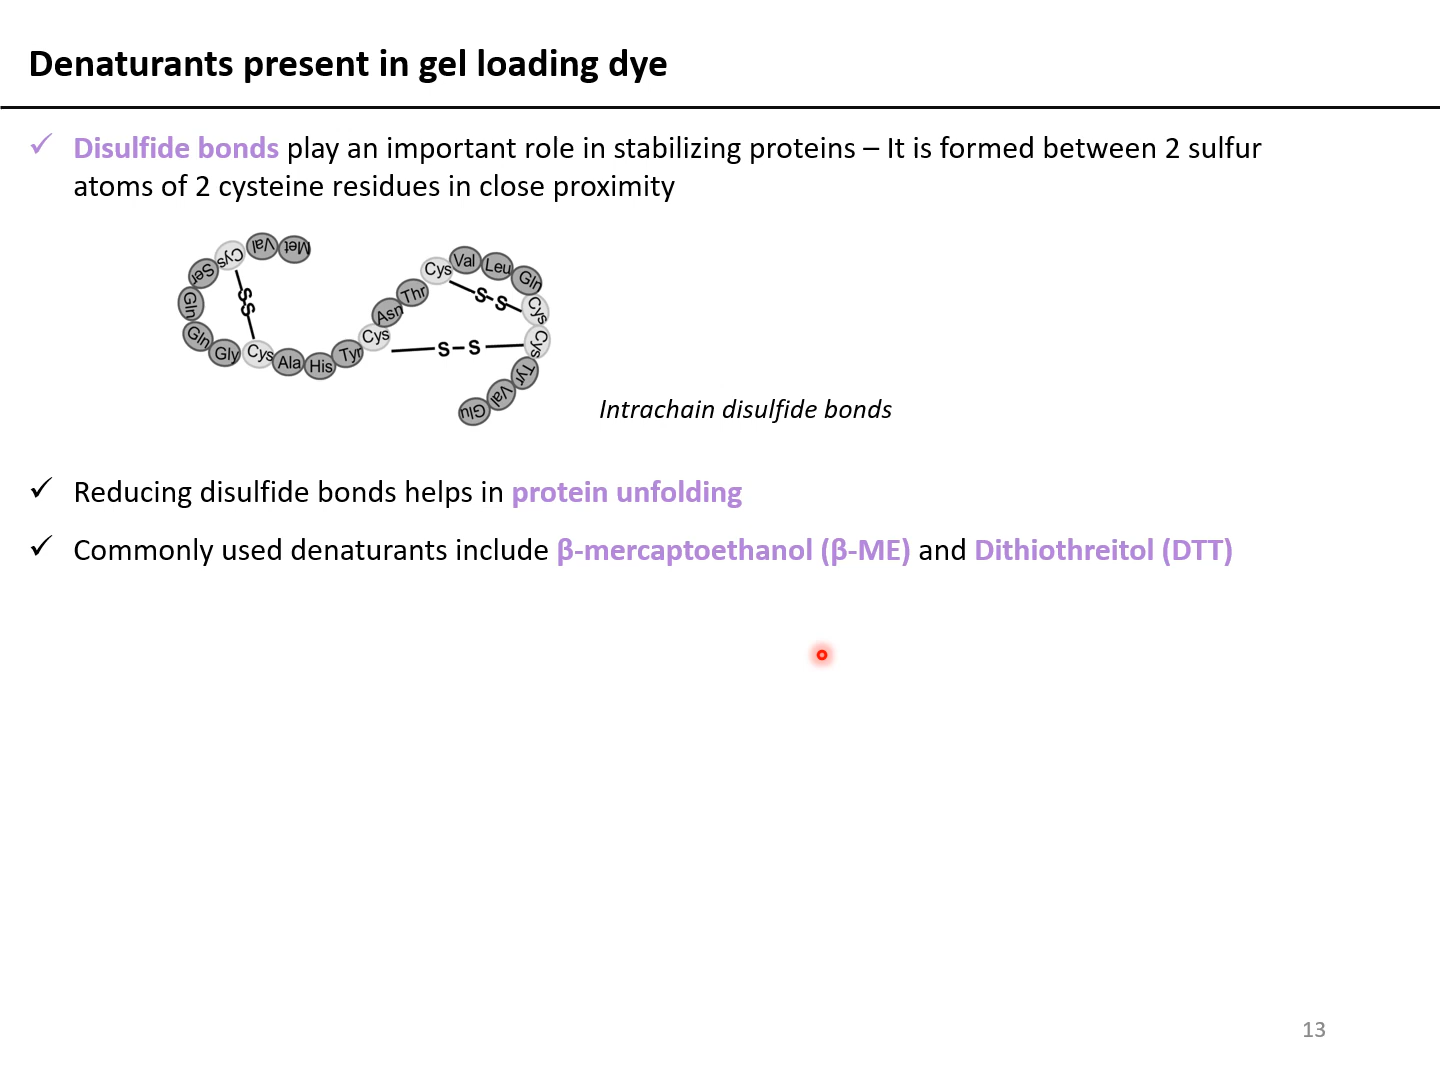 Denaturants present in gel loading dye
✓ Disulfide bonds play an important role in stabilizing proteins – It is formed between 2 sulfur
atoms of 2 cysteine residues in close proximity
Met
Val
Cys
Ser
Gln
Gln
Gly
Cys
Ala
His
Tyr
Cys
Asn
Thr
Cys
Val
Leu
Gln
Cys
Cys
Tyr
Val
Glu
S-S
S-S
S-S
Intrachain disulfide bonds
✓ Reducing disulfide bonds helps in protein unfolding
✓ Commonly used denaturants include β-mercaptoethanol (β-ME) and Dithiothreitol (DTT)
13